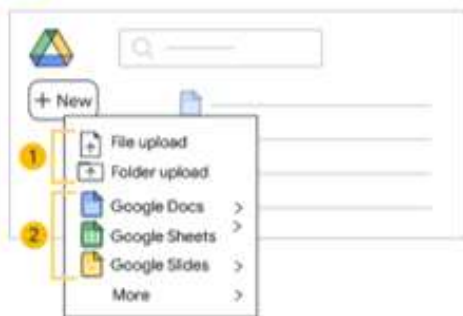 + New
1
File upload
Folder upload
2
Google Docs >
Google Sheets >
Google Slides >
More >